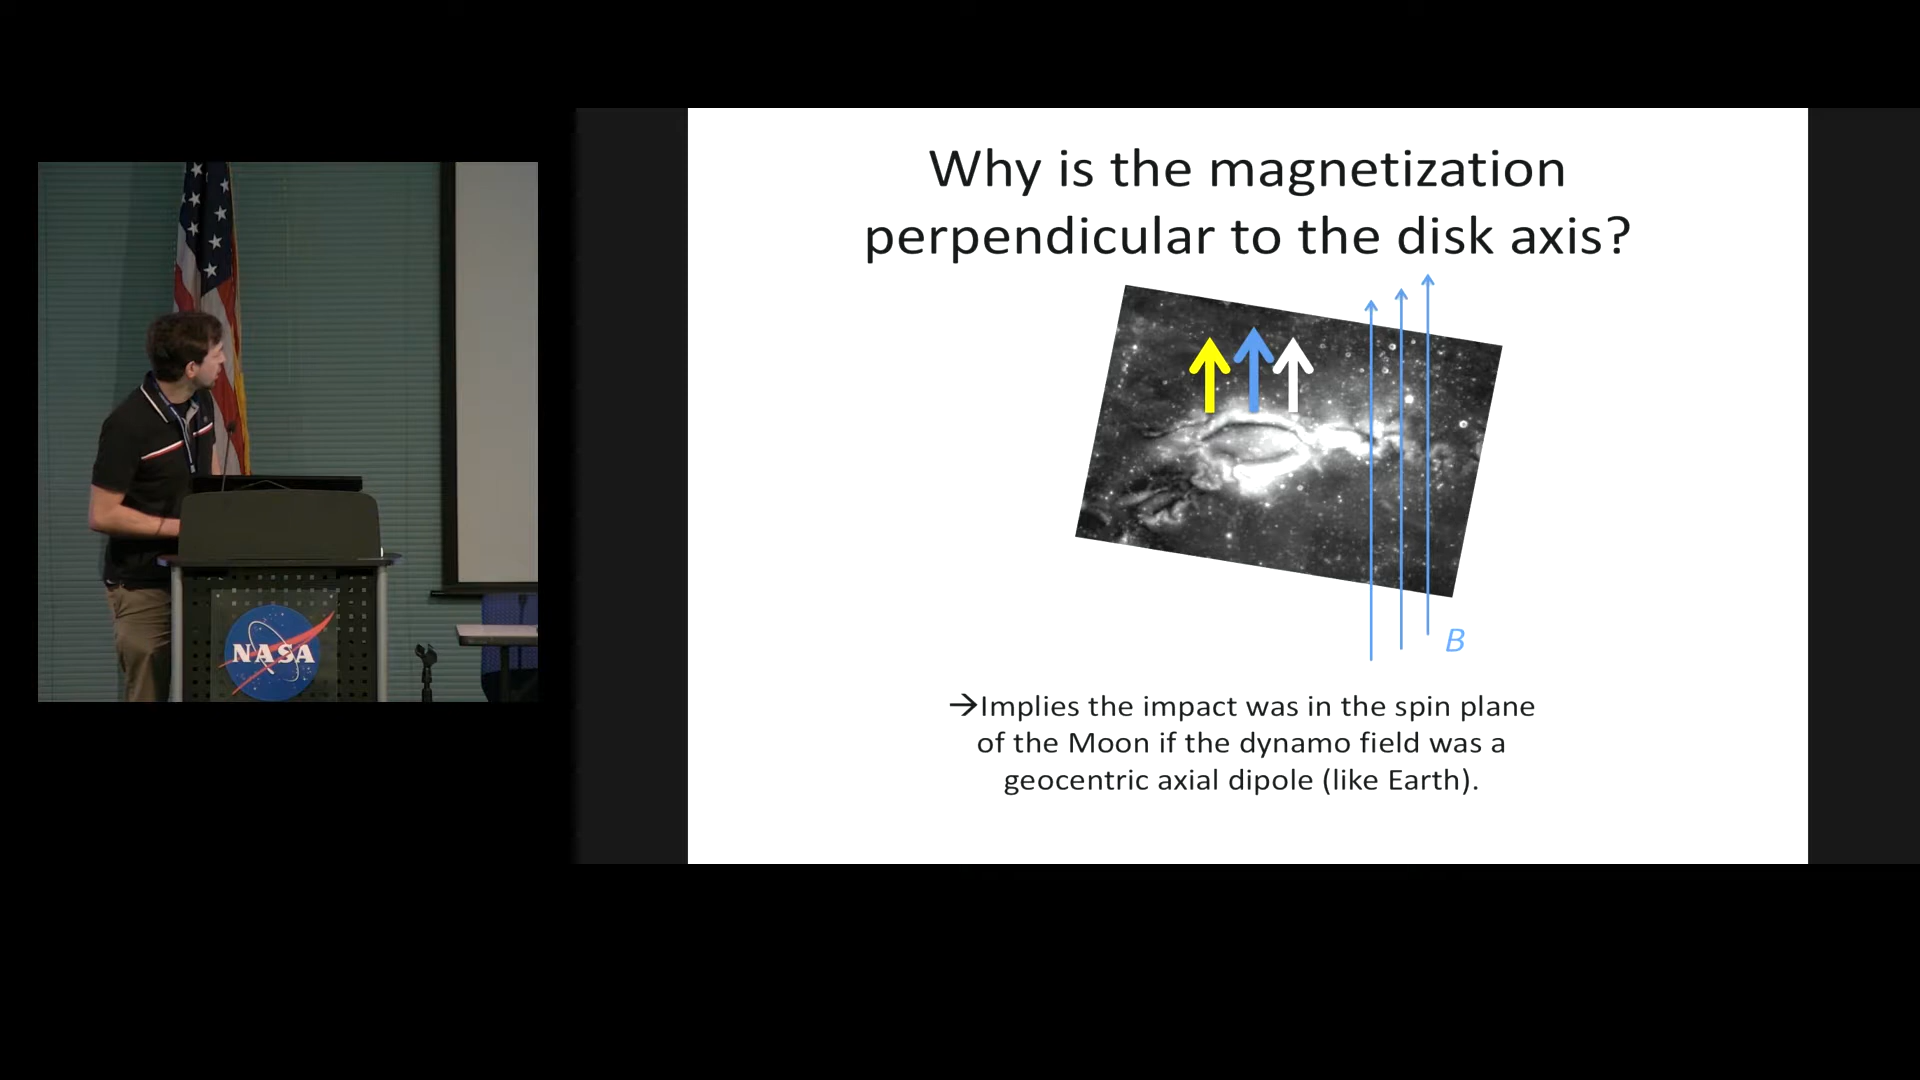 Why is the magnetization
perpendicular to the disk axis?
B
→Implies the impact was in the spin plane
of the Moon if the dynamo field was a
geocentric axial dipole (like Earth).
NASA